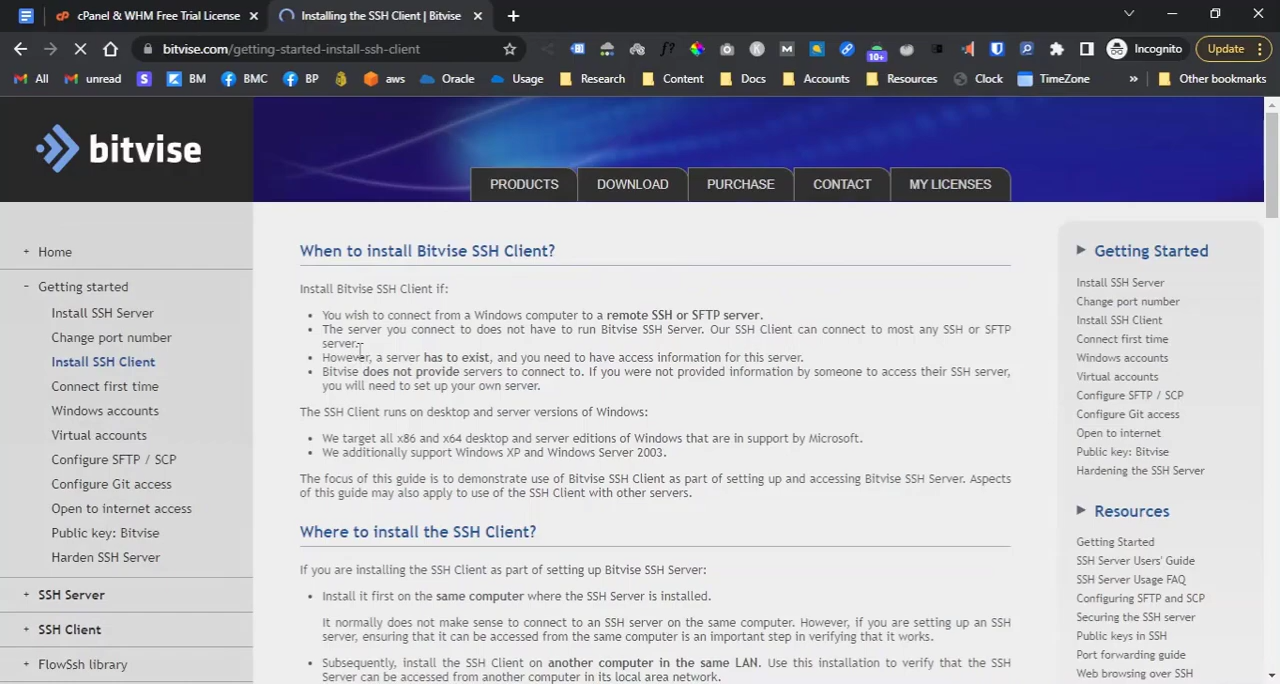 cPanel & WHM Free Trial License
Installing the SSH Client | Bitvise
bitvise.com/getting-started-install-ssh-client
Incognito
Update
All
unread
BM
BMC
BP
aws
Oracle
Usage
Research
Content
Docs
Accounts
Resources
Clock
TimeZone
»
Other bookmarks
10+
bitvise
PRODUCTS
DOWNLOAD
PURCHASE
CONTACT
MY LICENSES
+ Home
- Getting started
Install SSH Server
Change port number
Install SSH Client
Connect first time
Windows accounts
Virtual accounts
Configure SFTP / SCP
Configure Git access
Open to internet access
Public key: Bitvise
Harden SSH Server
+ SSH Server
+ SSH Client
+ FlowSsh library
When to install Bitvise SSH Client?
Install Bitvise SSH Client if:
• You wish to connect from a Windows computer to a remote SSH or SFTP server.
• The server you connect to does not have to run Bitvise SSH Server. Our SSH Client can connect to most any SSH or SFTP
server.
• However, a server has to exist, and you need to have access information for this server.
• Bitvise does not provide servers to connect to. If you were not provided information by someone to access their SSH server,
you will need to set up your own server.
The SSH Client runs on desktop and server versions of Windows:
• We target all x86 and x64 desktop and server editions of Windows that are in support by Microsoft.
• We additionally support Windows XP and Windows Server 2003.
The focus of this guide is to demonstrate use of Bitvise SSH Client as part of setting up and accessing Bitvise SSH Server. Aspects
of this guide may also apply to use of the SSH Client with other servers.
Where to install the SSH Client?
If you are installing the SSH Client as part of setting up Bitvise SSH Server:
• Install it first on the same computer where the SSH Server is installed.
It normally does not make sense to connect to an SSH server on the same computer. However, if you are setting up an SSH
server, ensuring that it can be accessed from the same computer is an important step in verifying that it works.
• Subsequently, install the SSH Client on another computer in the same LAN. Use this installation to verify that the SSH
Server can be accessed from another computer in its local area network.
Getting Started
Install SSH Server
Change port number
Install SSH Client
Connect first time
Windows accounts
Virtual accounts
Configure SFTP / SCP
Configure Git access
Open to internet
Public key: Bitvise
Hardening the SSH Server
Resources
Getting Started
SSH Server Users' Guide
SSH Server Usage FAQ
Configuring SFTP and SCP
Securing the SSH server
Public keys in SSH
Port forwarding guide
Web browsing over SSH